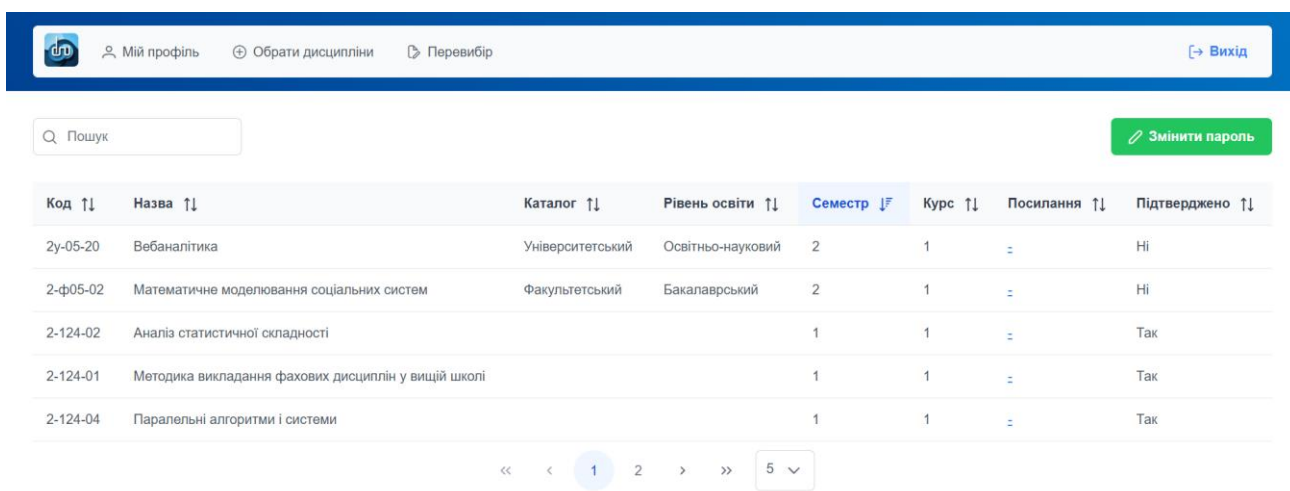 Мій профіль Обрати дисципліни Перевибір Вихід
Пошук Змінити пароль
Код Назва Каталог Рівень освіти Семестр Курс Посилання Підтверджено
2у-05-20 Вебаналітика Університетський Освітньо-науковий 2 1 - Ні
2-ф05-02 Математичне моделювання соціальних систем Факультетський Бакалаврський 2 1 - Ні
2-124-02 Аналіз статистичної складності 1 1 - Так
2-124-01 Методика викладання фахових дисциплін у вищій школі 1 1 - Так
2-124-04 Паралельні алгоритми і системи 1 1 - Так
« ‹ 1 2 › » 5